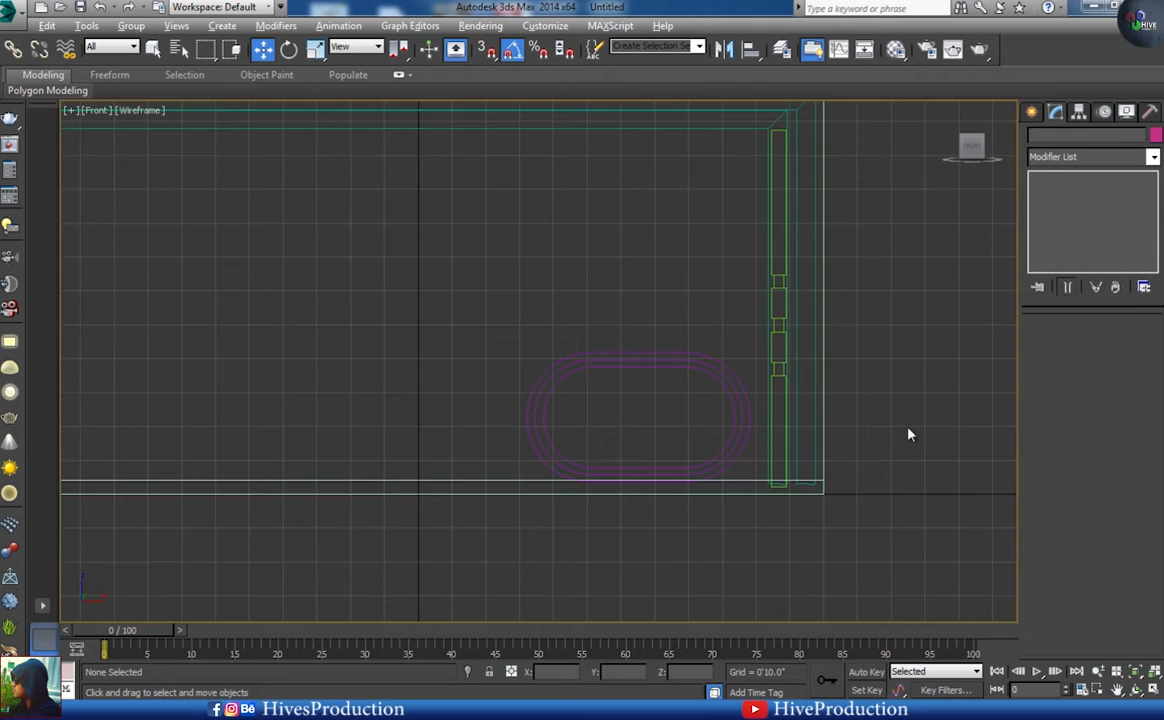 Workspace: Default
Autodesk 3ds Max 2014 x64 Untitled
Type a keyword or phrase
HIVE
Edit Tools Group Views Create Modifiers Animation Graph Editors Rendering Customize MAXScript Help
All
View
Create Selection Se
Modeling Freeform Selection Object Paint Populate
Polygon Modeling
[+] [Front] [Wireframe]
FRONT
Modifier List
0 / 100
0 5 10 15 20 25 30 35 40 45 50 55 60 65 70 75 80 85 90 95 100
None Selected
X: Y: Z:
Grid = 0'10.0"
Auto Key Selected
Click and drag to select and move objects
Add Time Tag
Set Key
Key Filters...
0
HivesProduction
HiveProduction